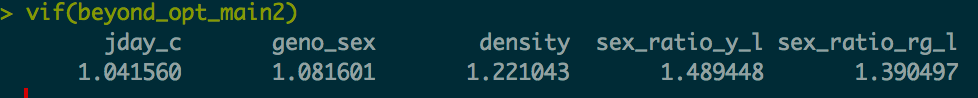 > vif(beyond_opt_main2)
jday_c geno_sex density sex_ratio_y_l sex_ratio_rg_l
1.041560 1.081601 1.221043 1.489448 1.390497